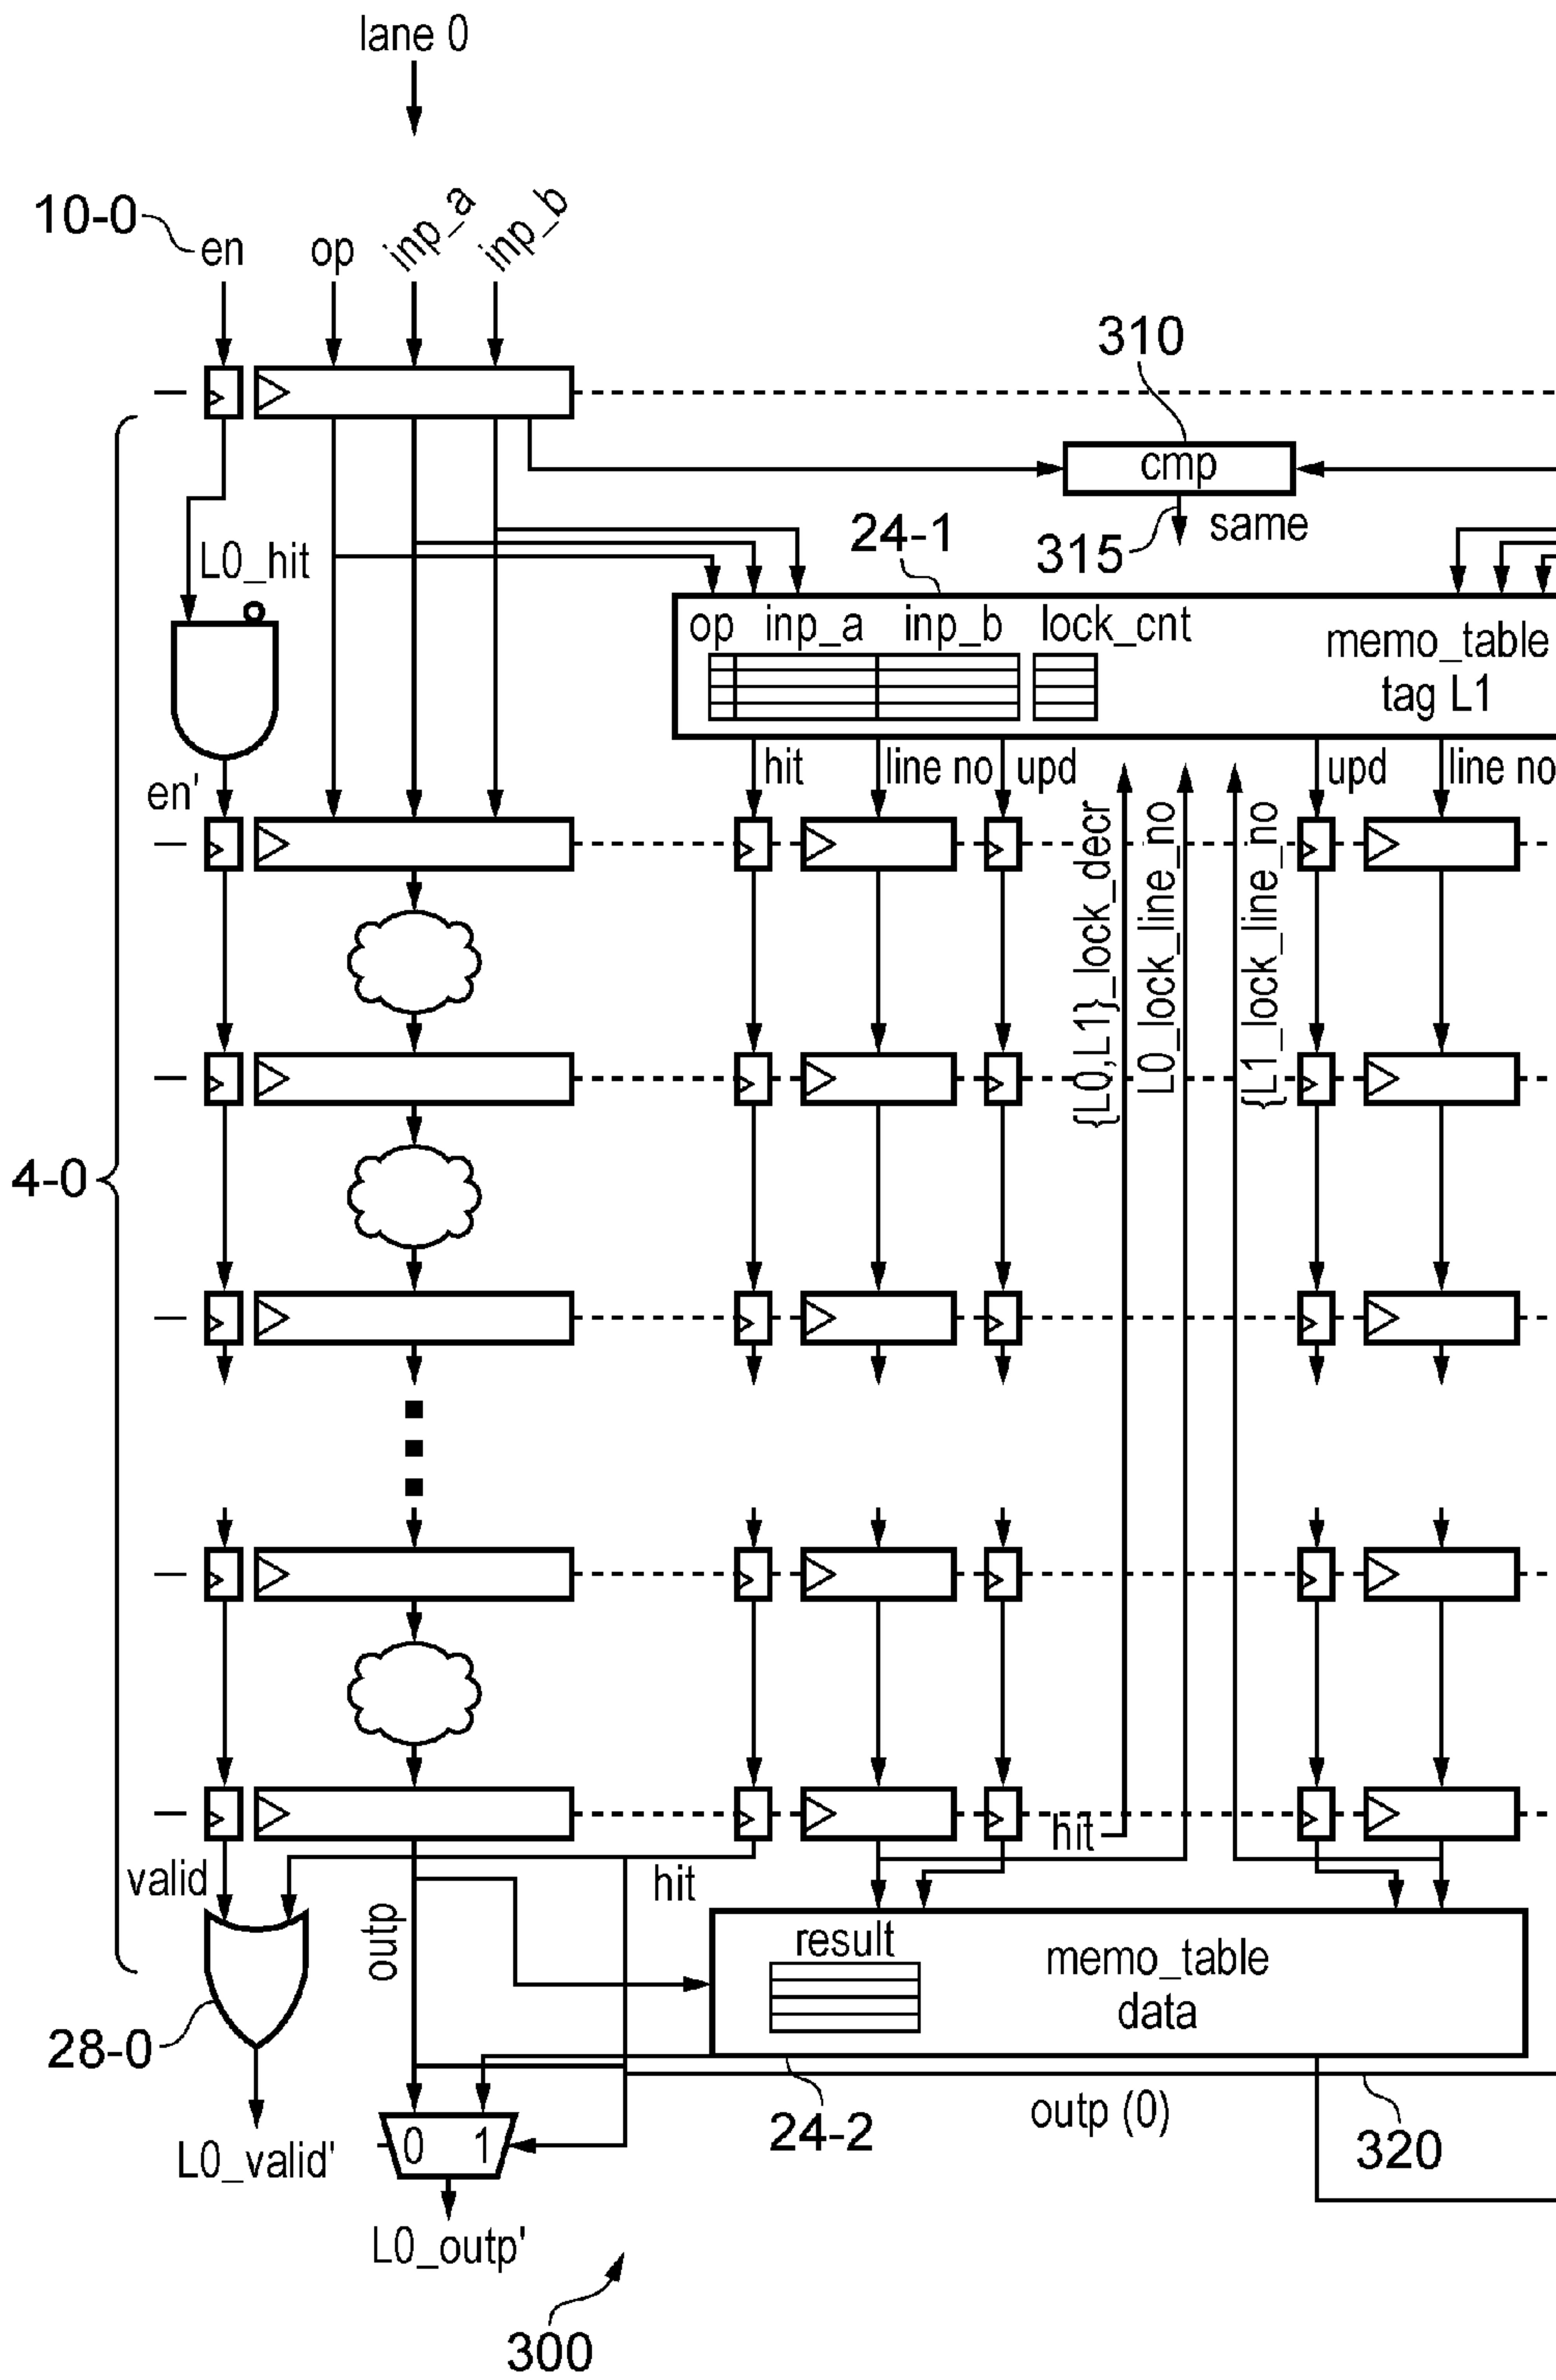 lane 0
10-0
en
op
inp_a
inp_b
310
cmp
315
same
L0_hit
24-1
op inp_a inp_b lock_cnt
memo_table
tag L1
en'
hit
line no
upd
upd
line no
{L0,L1}_lock_decr
L0_lock_line_no
{L1_lock_line_no
4-0
hit
valid
hit
outp
result
memo_table
data
28-0
24-2
outp (0)
320
0 1
L0_valid'
L0_outp'
300